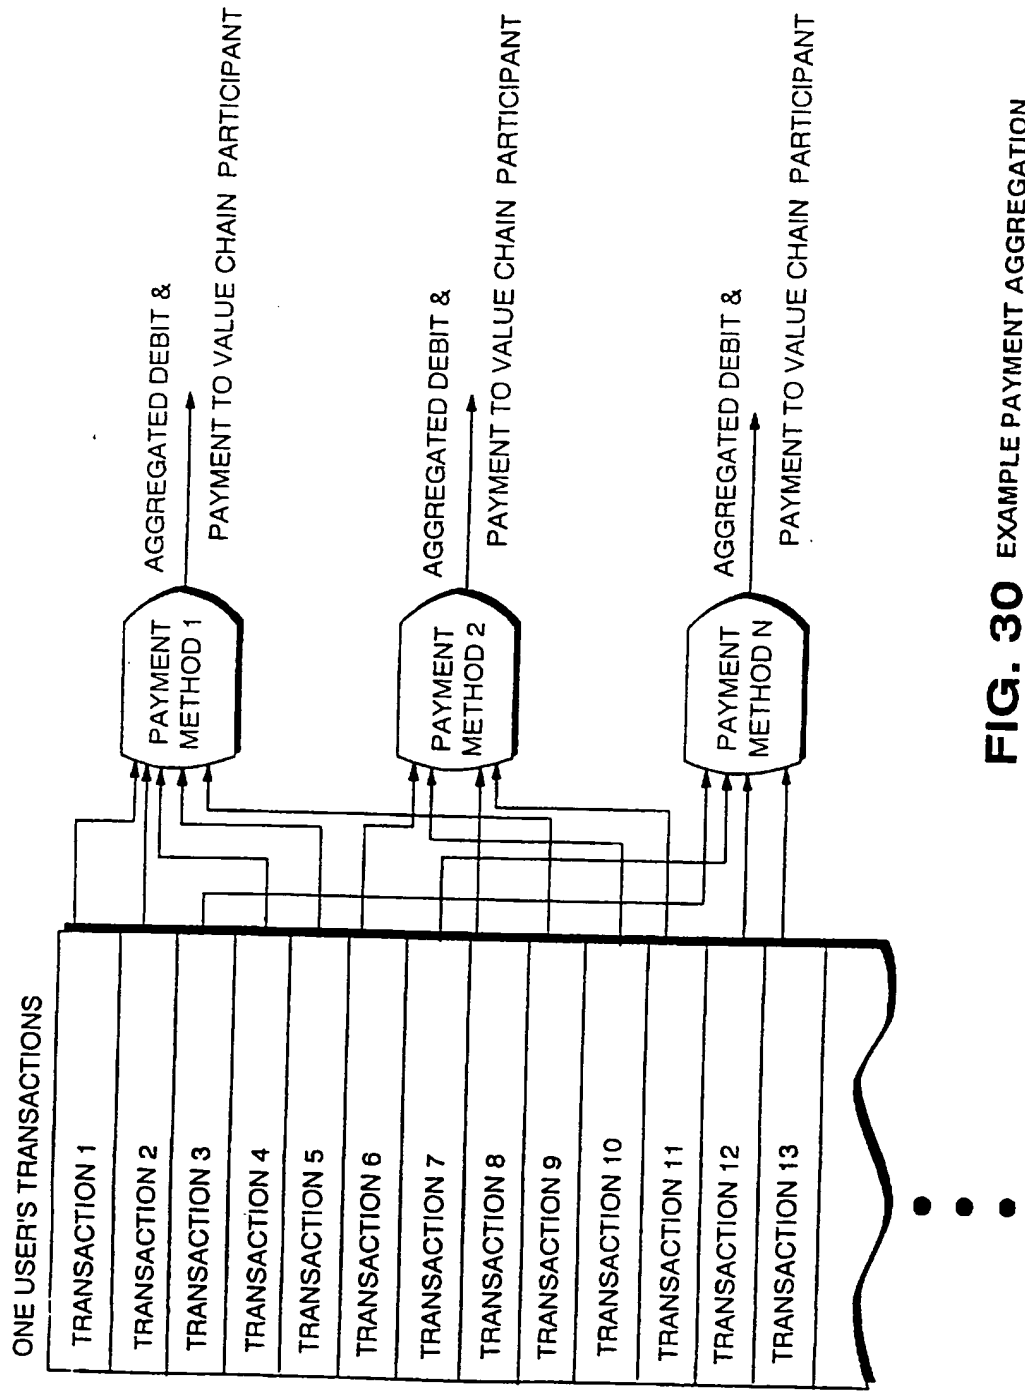 ONE USER'S TRANSACTIONS
TRANSACTION 1
TRANSACTION 2
TRANSACTION 3
TRANSACTION 4
TRANSACTION 5
TRANSACTION 6
TRANSACTION 7
TRANSACTION 8
TRANSACTION 9
TRANSACTION 10
TRANSACTION 11
TRANSACTION 12
TRANSACTION 13
PAYMENT
METHOD 1
AGGREGATED DEBIT &
PAYMENT TO VALUE CHAIN PARTICIPANT
PAYMENT
METHOD 2
AGGREGATED DEBIT &
PAYMENT TO VALUE CHAIN PARTICIPANT
PAYMENT
METHOD N
AGGREGATED DEBIT &
PAYMENT TO VALUE CHAIN PARTICIPANT
FIG. 30 EXAMPLE PAYMENT AGGREGATION